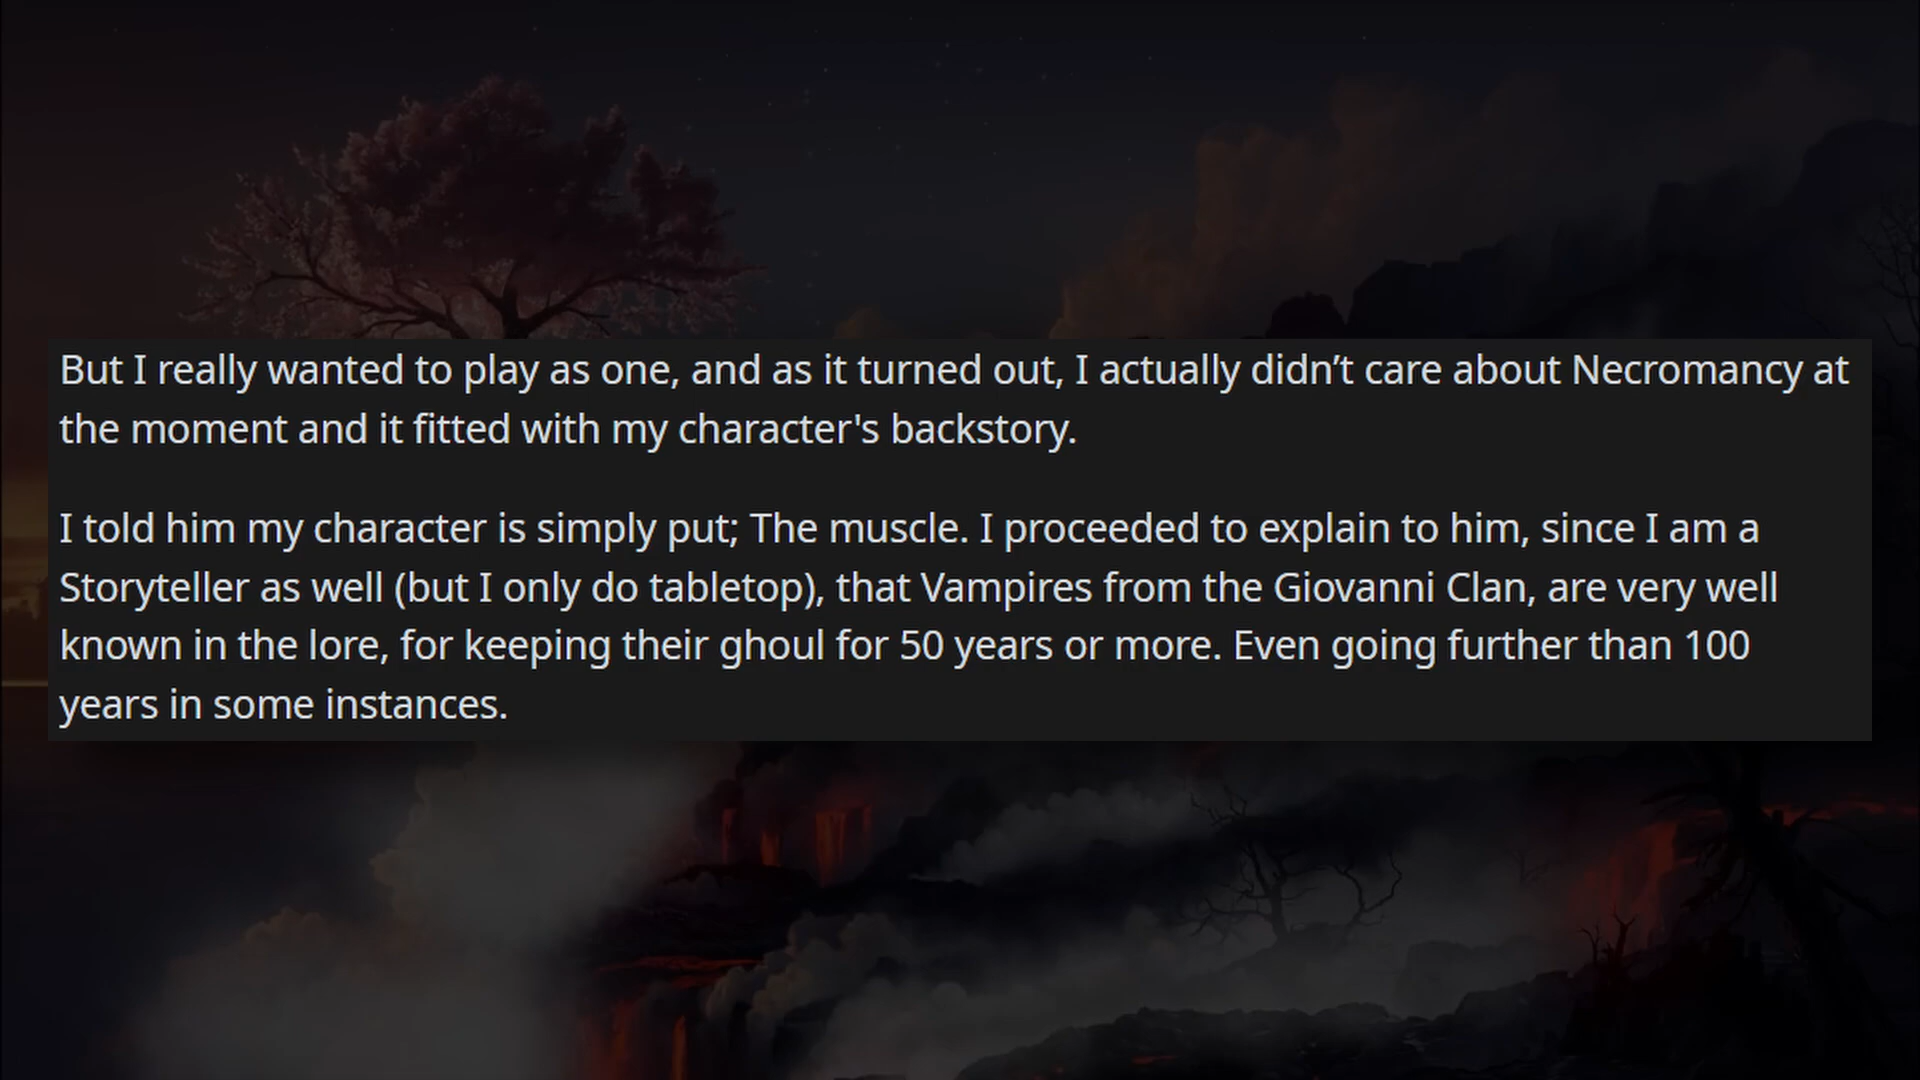 But I really wanted to play as one, and as it turned out, I actually didn’t care about Necromancy at
the moment and it fitted with my character's backstory.
I told him my character is simply put; The muscle. I proceeded to explain to him, since I am a
Storyteller as well (but I only do tabletop), that Vampires from the Giovanni Clan, are very well
known in the lore, for keeping their ghoul for 50 years or more. Even going further than 100
years in some instances.